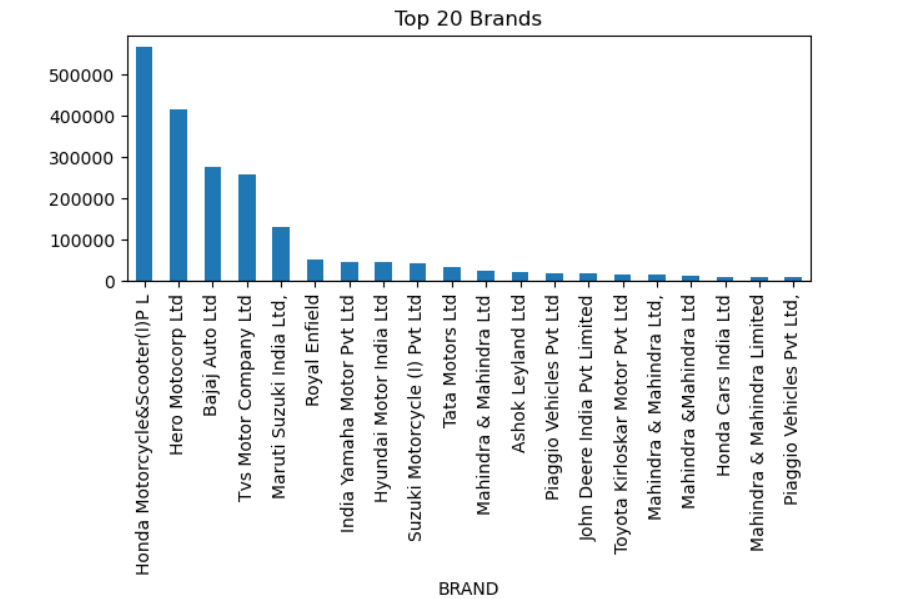 Top 20 Brands
500000
400000
300000
200000
100000
0
Honda Motorcycle&Scooter(I)P L
Hero Motocorp Ltd
Bajaj Auto Ltd
Tvs Motor Company Ltd
Maruti Suzuki India Ltd,
Royal Enfield
India Yamaha Motor Pvt Ltd
Hyundai Motor India Ltd
Suzuki Motorcycle (I) Pvt Ltd
Tata Motors Ltd
Mahindra & Mahindra Ltd
Ashok Leyland Ltd
Piaggio Vehicles Pvt Ltd
John Deere India Pvt Limited
Toyota Kirloskar Motor Pvt Ltd
Mahindra & Mahindra Ltd,
Mahindra &Mahindra Ltd
Honda Cars India Ltd
Mahindra & Mahindra Limited
Piaggio Vehicles Pvt Ltd,
BRAND